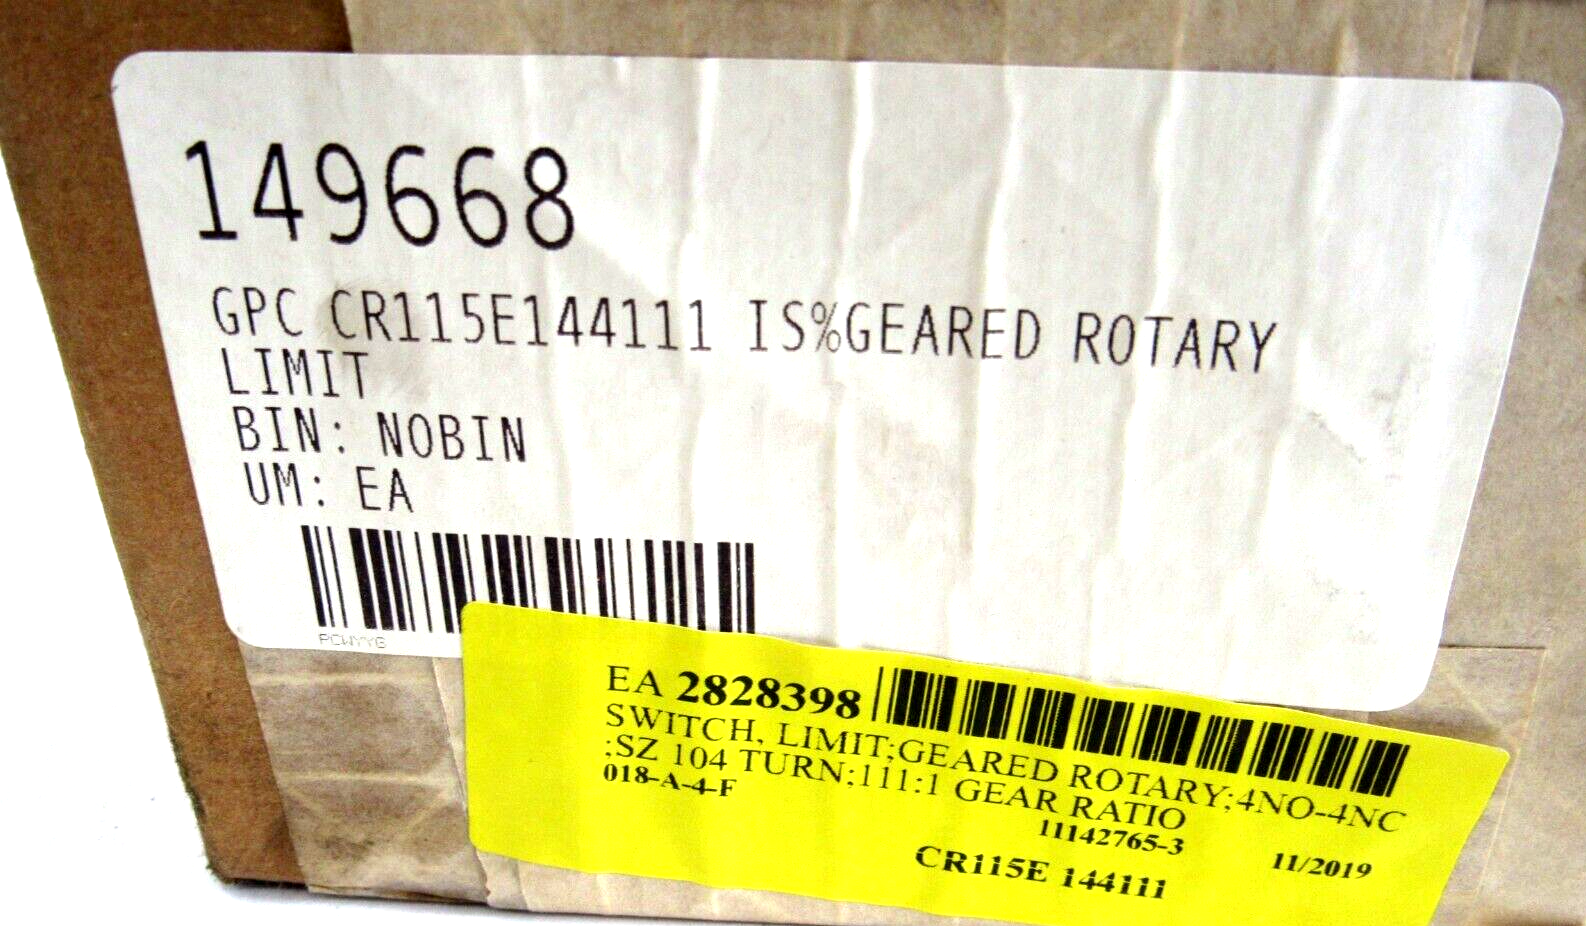 149668
GPC CR115E144111 IS%GEARED ROTARY
LIMIT
BIN: NOBIN
UM: EA
PCWYYG
EA 2828398
SWITCH, LIMIT;GEARED ROTARY;4NO-4NC
;SZ 104 TURN;111:1 GEAR RATIO
018-A-4-F
11142765-3
11/2019
CR115E 144111